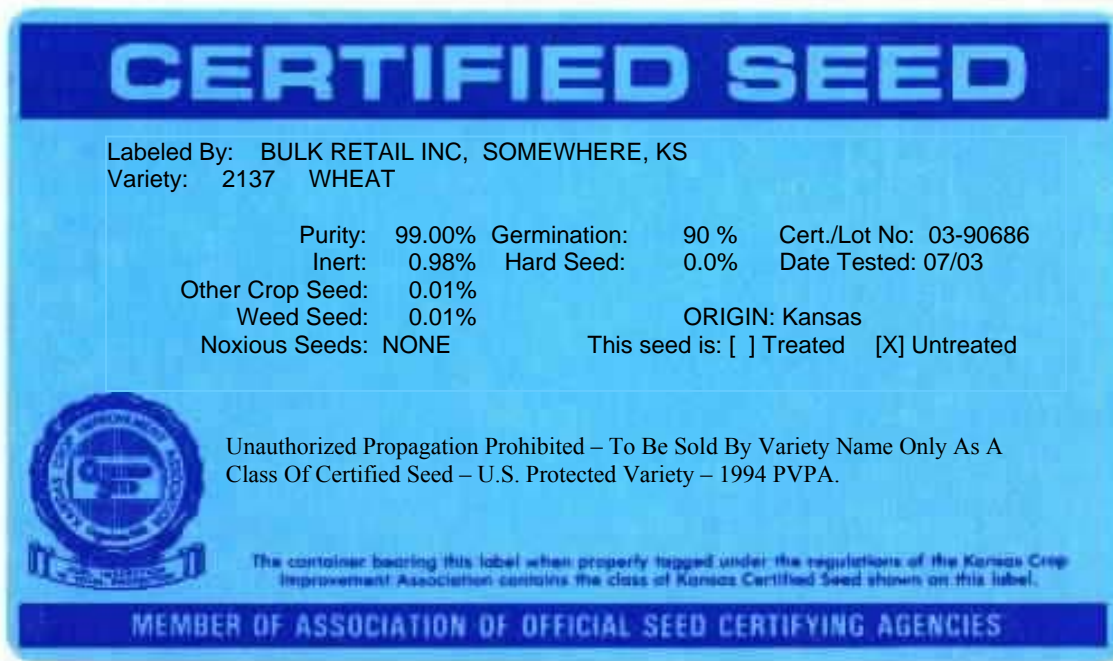 CERTIFIED SEED
Labeled By: BULK RETAIL INC, SOMEWHERE, KS
Variety: 2137 WHEAT
Purity: 99.00% Germination: 90 % Cert./Lot No: 03-90686
Inert: 0.98% Hard Seed: 0.0% Date Tested: 07/03
Other Crop Seed: 0.01%
Weed Seed: 0.01% ORIGIN: Kansas
Noxious Seeds: NONE This seed is: [ ] Treated [X] Untreated
Unauthorized Propagation Prohibited – To Be Sold By Variety Name Only As A
Class Of Certified Seed – U.S. Protected Variety – 1994 PVPA.
KANSAS CROP IMPROVEMENT ASSOCIATION
The container bearing this label when properly tagged under the regulations of the Kansas Crop
Improvement Association contains the class of Kansas Certified Seed shown on this label.
MEMBER OF ASSOCIATION OF OFFICIAL SEED CERTIFYING AGENCIES